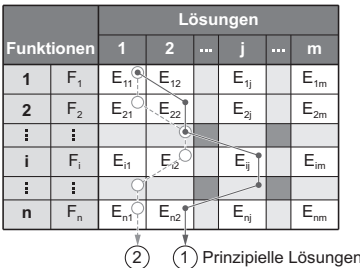 Lösungen
Funktionen 1 2 ... j ... m
1 F1 E11 E12 E1j E1m
2 F2 E21 E22 E2j E2m
⋮ ⋮
i Fi Ei1 Ei2 Eij Eim
⋮ ⋮
n Fn En1 En2 Enj Enm
2 1 Prinzipielle Lösungen